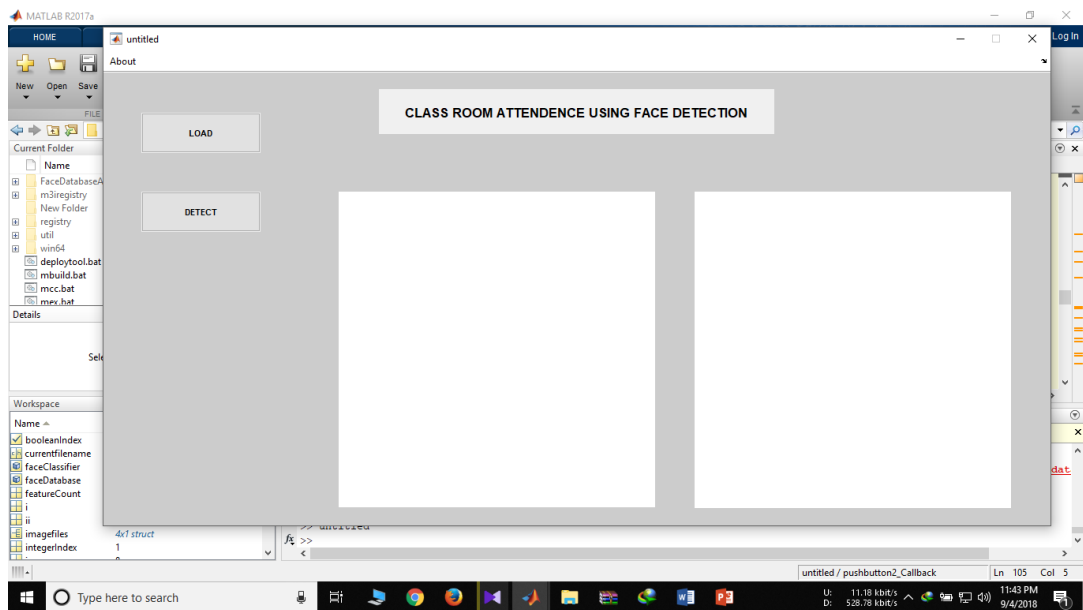 MATLAB R2017a
HOME
Log In
untitled
About
New Open Save
FILE
CLASS ROOM ATTENDENCE USING FACE DETECTION
LOAD
DETECT
Current Folder
Name
FaceDatabaseA
m3iregistry
New Folder
registry
util
win64
deploytool.bat
mbuild.bat
mcc.bat
mex.bat
Details
Sele
Workspace
Name
booleanIndex
currentfilename
faceClassifier
faceDatabase
featureCount
i
ii
imagefiles 4x1 struct
integerIndex 1
dat
>> untitled
fx >>
untitled / pushbutton2_Callback Ln 105 Col 5
Type here to search
U: 11.18 kbit/s
D: 528.78 kbit/s
11:43 PM
9/4/2018